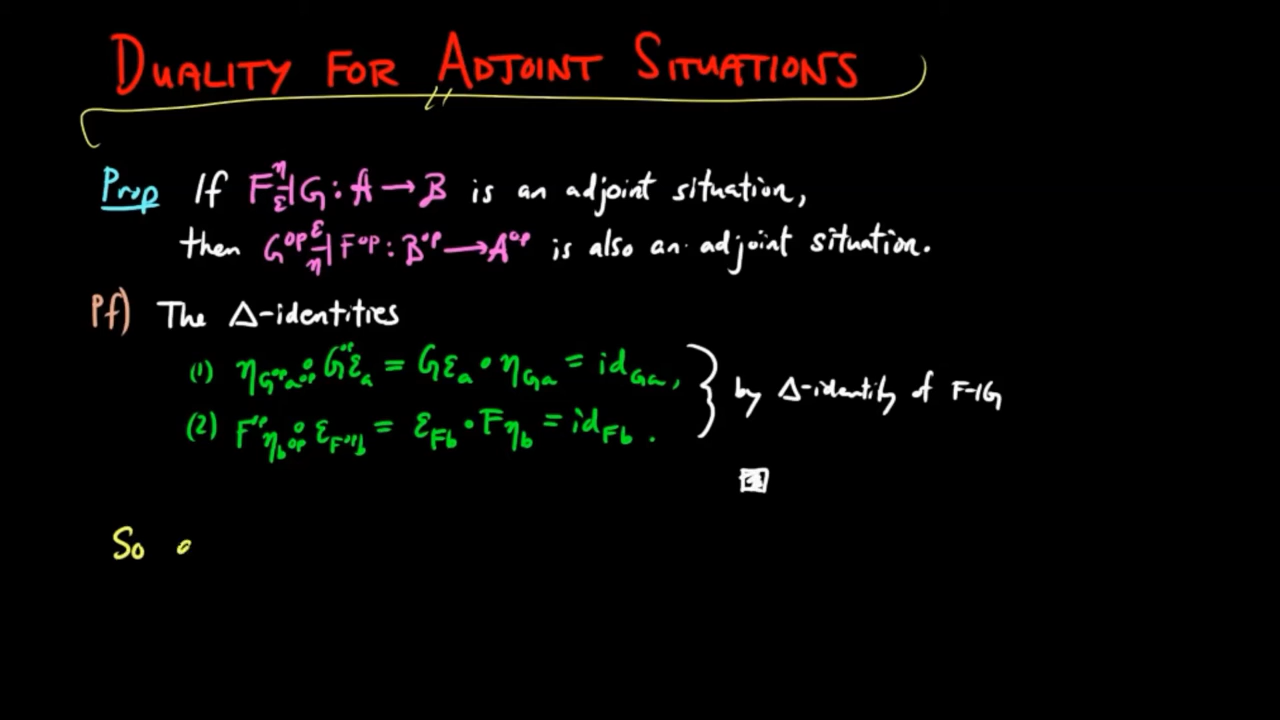 DUALITY FOR ADJOINT SITUATIONS
Prop If F η/ε ⊣ G : A → B is an adjoint situation,
then G^op ε/η ⊣ F^op : B^op → A^op is also an adjoint situation.
Pf) The Δ-identities
(1) η_{G^op a} ∘_op G^op ε_a = Gε_a ∘ η_{Ga} = id_{Ga},
(2) F^op η_b ∘_op ε_{F^op b} = ε_{Fb} ∘ Fη_b = id_{Fb}.
by Δ-identity of F⊣G
So